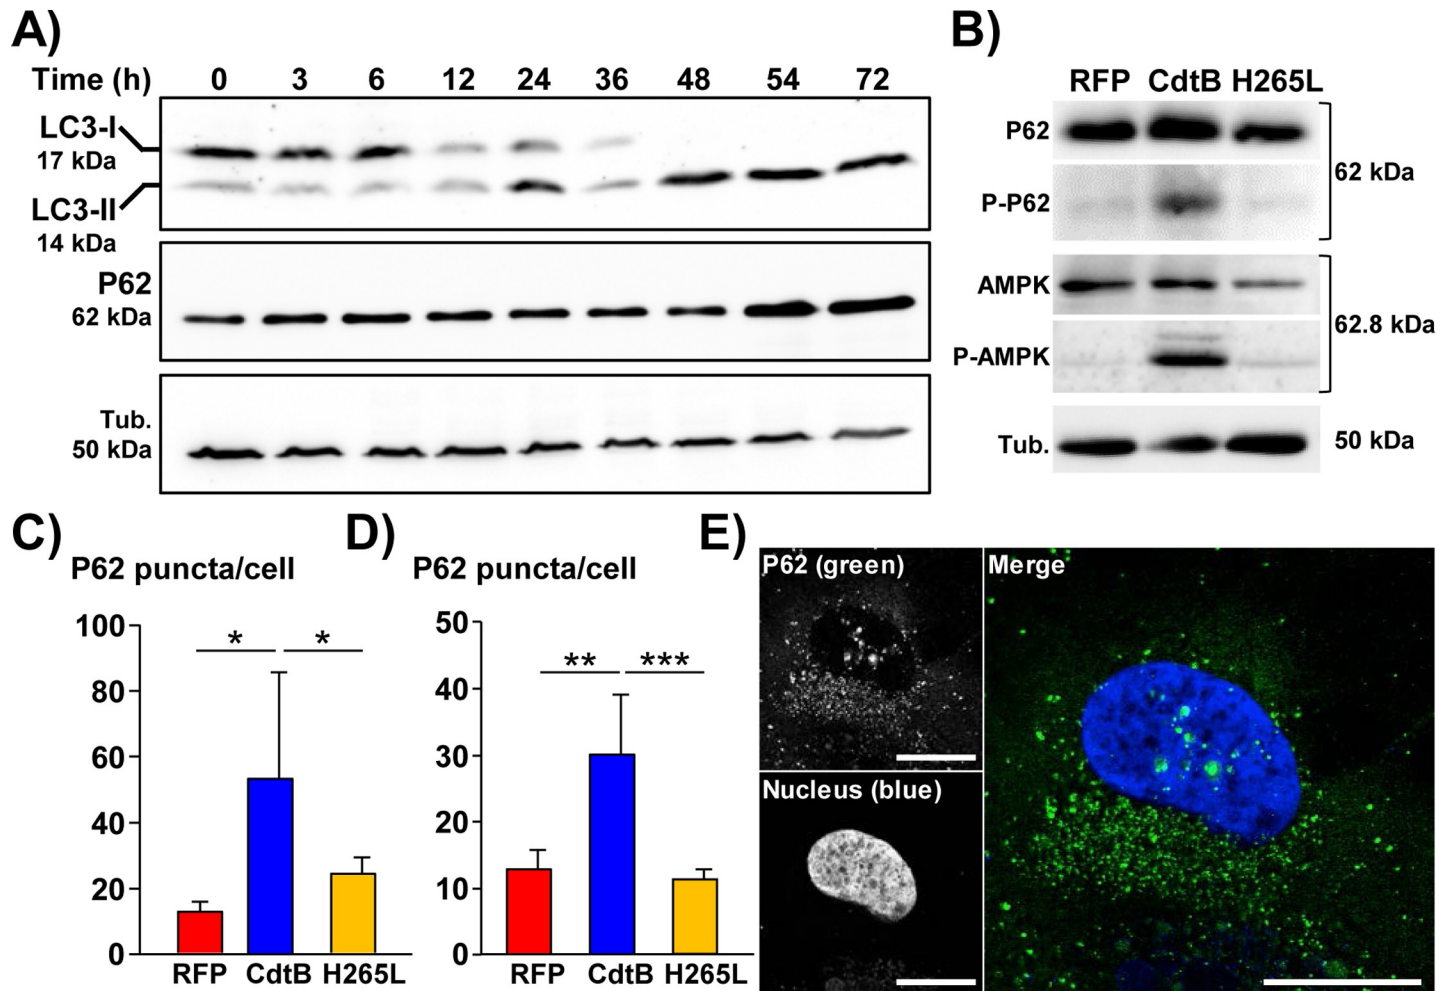 A)
Time (h) 0 3 6 12 24 36 48 54 72
LC3-I
17 kDa
LC3-II
14 kDa
P62
62 kDa
Tub.
50 kDa
B)
RFP CdtB H265L
P62
P-P62
62 kDa
AMPK
P-AMPK
62.8 kDa
Tub.
50 kDa
C)
P62 puncta/cell
100
80
60
40
20
0
* *
RFP CdtB H265L
D)
P62 puncta/cell
50
40
30
20
10
0
** ***
RFP CdtB H265L
E)
P62 (green)
Nucleus (blue)
Merge